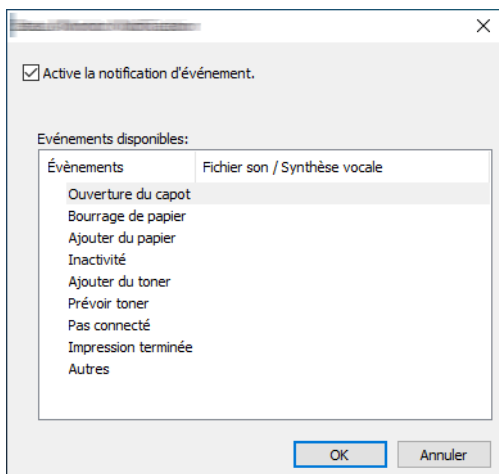 Active la notification d'événement.
Evénements disponibles:
Évènements Fichier son / Synthèse vocale
Ouverture du capot
Bourrage de papier
Ajouter du papier
Inactivité
Ajouter du toner
Prévoir toner
Pas connecté
Impression terminée
Autres
OK Annuler